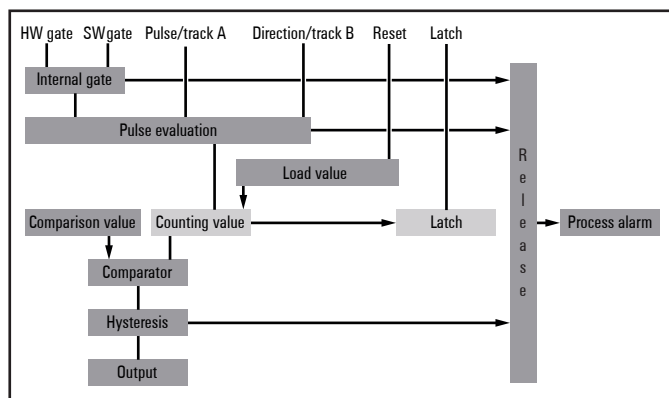 HW gate SW gate Pulse/track A Direction/track B Reset Latch
Internal gate
Pulse evaluation
Load value
Comparison value Counting value Latch
Comparator
Hysteresis
Output
Release
Process alarm